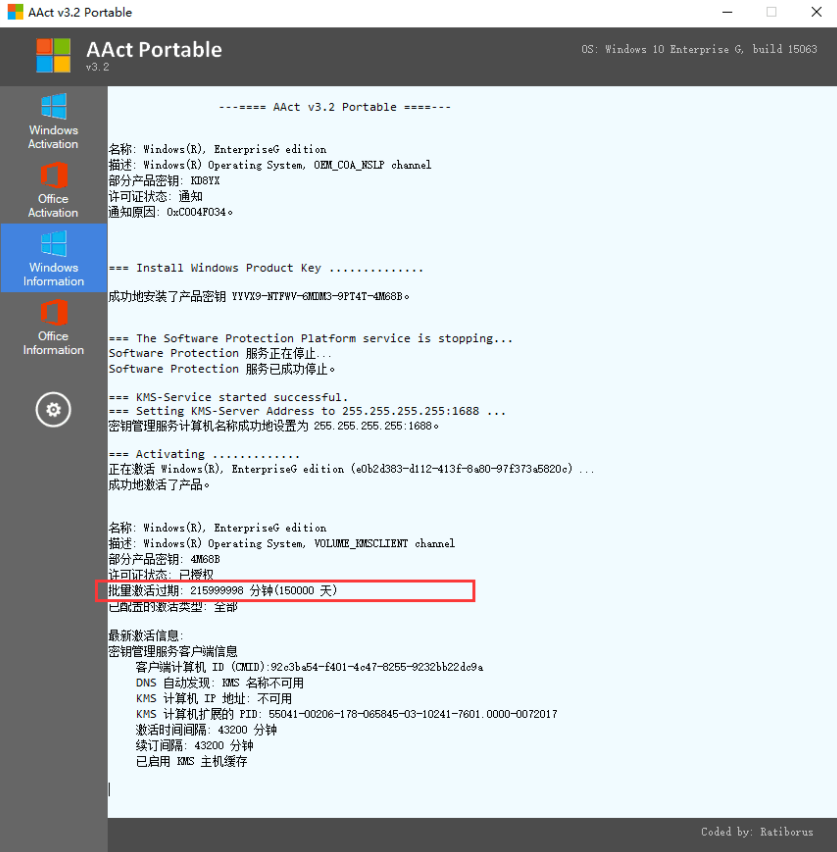 AAct v3.2 Portable
AAct Portable
v3.2
OS: Windows 10 Enterprise G, build 15063
Windows
Activation
Office
Activation
Windows
Information
Office
Information
---==== AAct v3.2 Portable ====---
名称: Windows(R), EnterpriseG edition
描述: Windows(R) Operating System, OEM_COA_NSLP channel
部分产品密钥: KD8YX
许可证状态: 通知
通知原因: 0xC004F034。
=== Install Windows Product Key ..............
成功地安装了产品密钥 YYVX9-NTFWV-6MDM3-9PT4T-4M68B。
=== The Software Protection Platform service is stopping...
Software Protection 服务正在停止...
Software Protection 服务已成功停止。
=== KMS-Service started successful.
=== Setting KMS-Server Address to 255.255.255.255:1688 ...
密钥管理服务计算机名称成功地设置为 255.255.255.255:1688。
=== Activating .............
正在激活 Windows(R), EnterpriseG edition (e0b2d383-d112-413f-8a80-97f373a5820c) ...
成功地激活了产品。
名称: Windows(R), EnterpriseG edition
描述: Windows(R) Operating System, VOLUME_KMSCLIENT channel
部分产品密钥: 4M68B
许可证状态: 已授权
批量激活过期: 215999998 分钟(150000 天)
已配置的激活类型: 全部
最新激活信息:
密钥管理服务客户端信息
客户端计算机 ID (CMID):92c3ba54-f401-4c47-8255-9232bb22dc9a
DNS 自动发现: KMS 名称不可用
KMS 计算机 IP 地址: 不可用
KMS 计算机扩展的 PID: 55041-00206-178-065845-03-10241-7601.0000-0072017
激活时间间隔: 43200 分钟
续订间隔: 43200 分钟
已启用 KMS 主机缓存
Coded by: Ratiborus